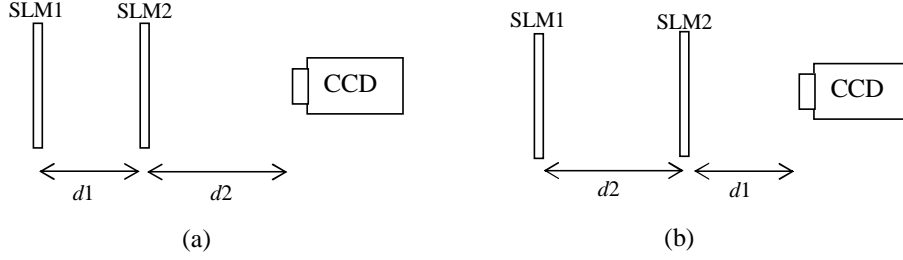 SLM1 SLM2
CCD
d1 d2
(a)
SLM1 SLM2
CCD
d2 d1
(b)